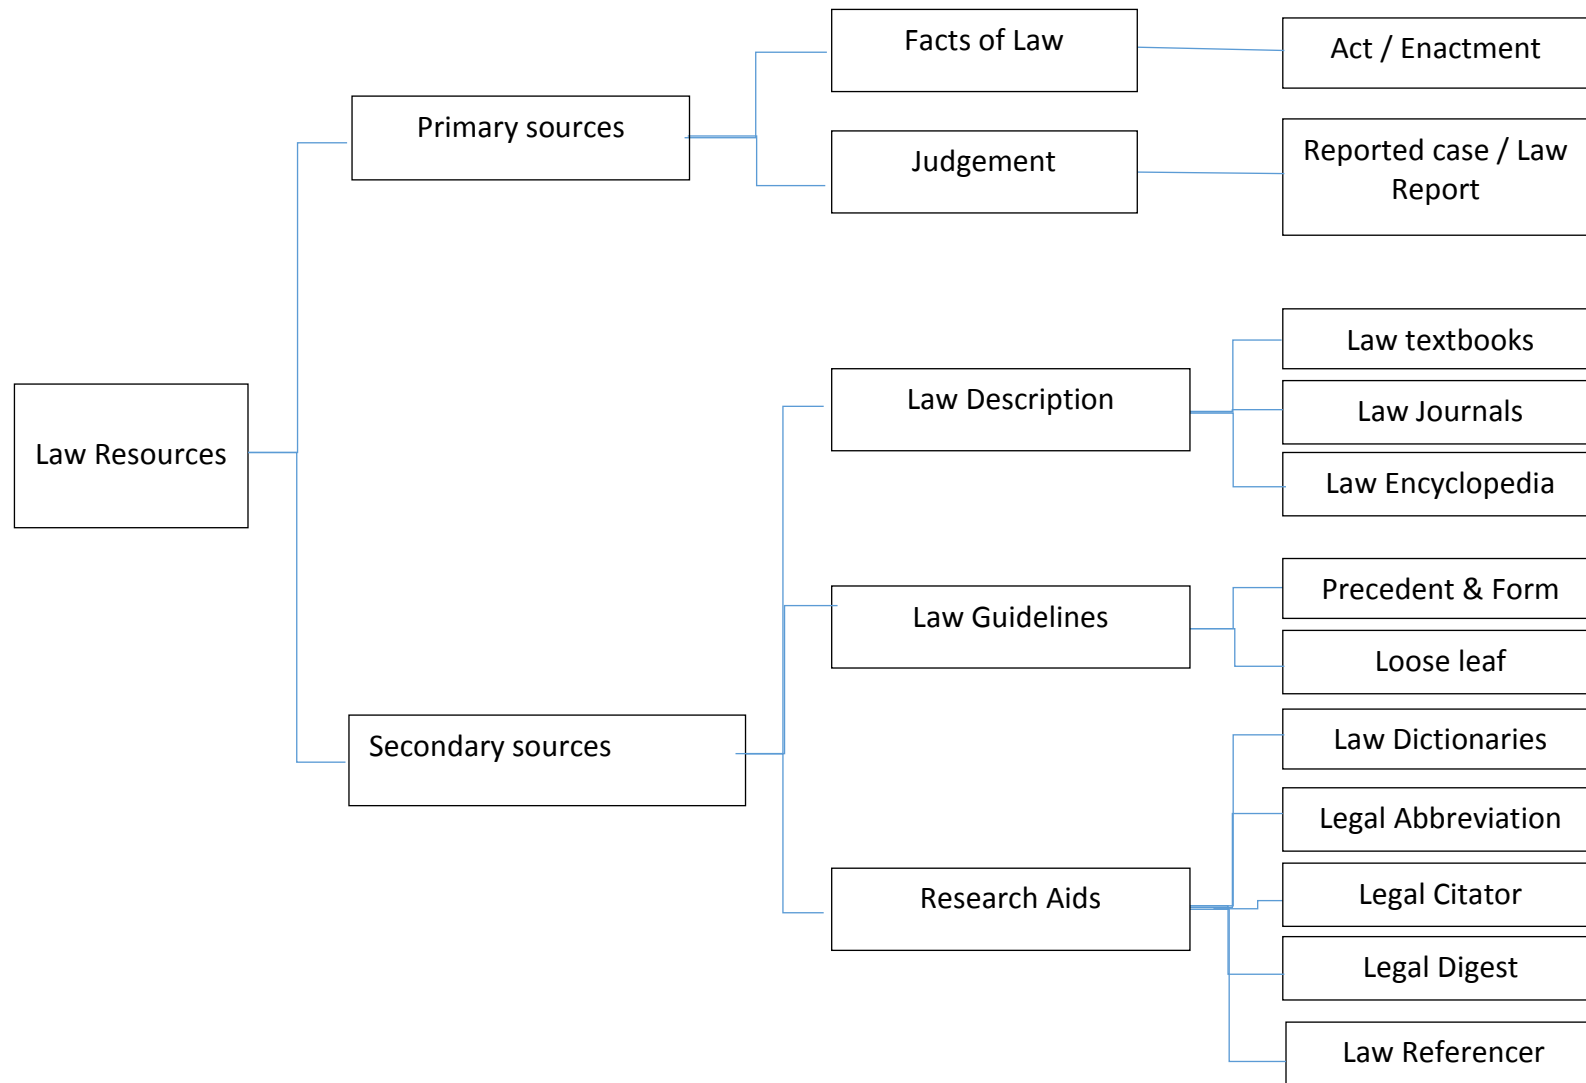 Facts of Law
Act / Enactment
Primary sources
Judgement
Reported case / Law
Report
Law textbooks
Law Description
Law Journals
Law Resources
Law Encyclopedia
Precedent & Form
Law Guidelines
Loose leaf
Secondary sources
Law Dictionaries
Legal Abbreviation
Research Aids
Legal Citator
Legal Digest
Law Referencer